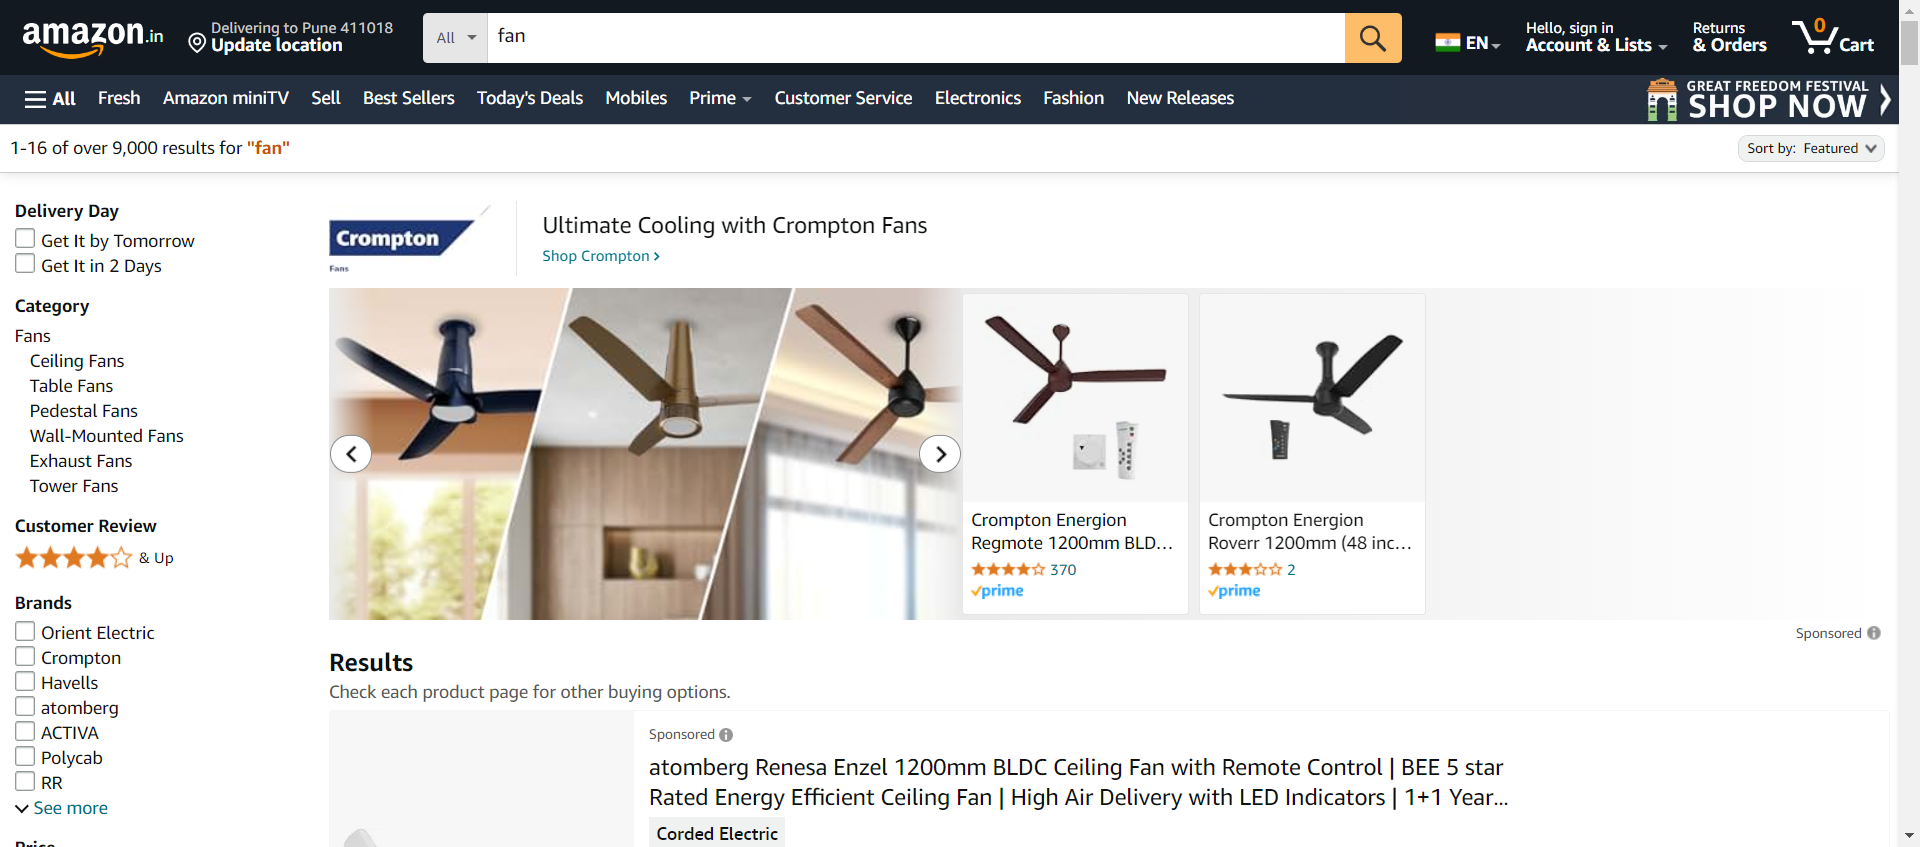 amazon.in
Delivering to Pune 411018
Update location
All
fan
EN
Hello, sign in
Account & Lists
Returns
& Orders
0
Cart
All
Fresh
Amazon miniTV
Sell
Best Sellers
Today's Deals
Mobiles
Prime
Customer Service
Electronics
Fashion
New Releases
GREAT FREEDOM FESTIVAL
SHOP NOW
1-16 of over 9,000 results for "fan"
Sort by: Featured
Delivery Day
Get It by Tomorrow
Get It in 2 Days
Category
Fans
Ceiling Fans
Table Fans
Pedestal Fans
Wall-Mounted Fans
Exhaust Fans
Tower Fans
Customer Review
& Up
Brands
Orient Electric
Crompton
Havells
atomberg
ACTIVA
Polycab
RR
See more
Price
Crompton
Fans
Ultimate Cooling with Crompton Fans
Shop Crompton
Crompton Energion
Regmote 1200mm BLD...
370
prime
Crompton Energion
Roverr 1200mm (48 inc...
2
prime
Sponsored
Results
Check each product page for other buying options.
Sponsored
atomberg Renesa Enzel 1200mm BLDC Ceiling Fan with Remote Control | BEE 5 star
Rated Energy Efficient Ceiling Fan | High Air Delivery with LED Indicators | 1+1 Year...
Corded Electric